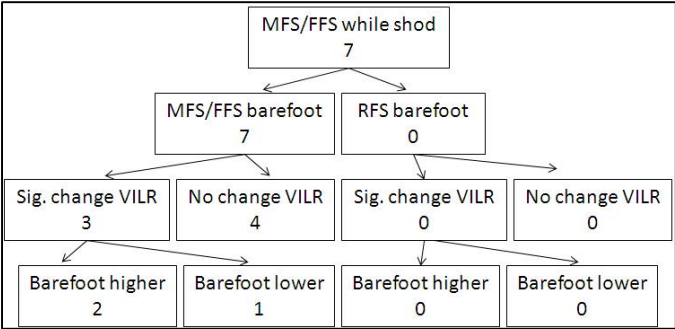 MFS/FFS while shod
7
MFS/FFS barefoot
7
RFS barefoot
0
Sig. change VILR
3
No change VILR
4
Sig. change VILR
0
No change VILR
0
Barefoot higher
2
Barefoot lower
1
Barefoot higher
0
Barefoot lower
0